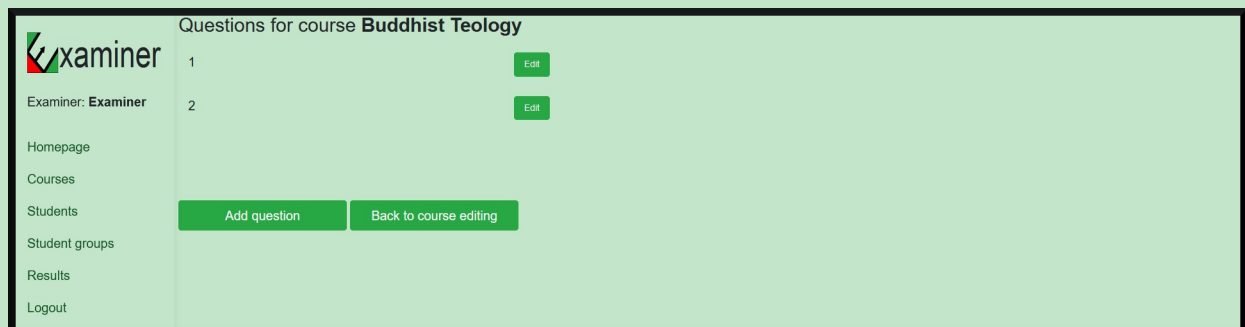 Questions for course Buddhist Teology
Examiner
Examiner: Examiner
Homepage
Courses
Students
Student groups
Results
Logout
1 Edit
2 Edit
Add question Back to course editing